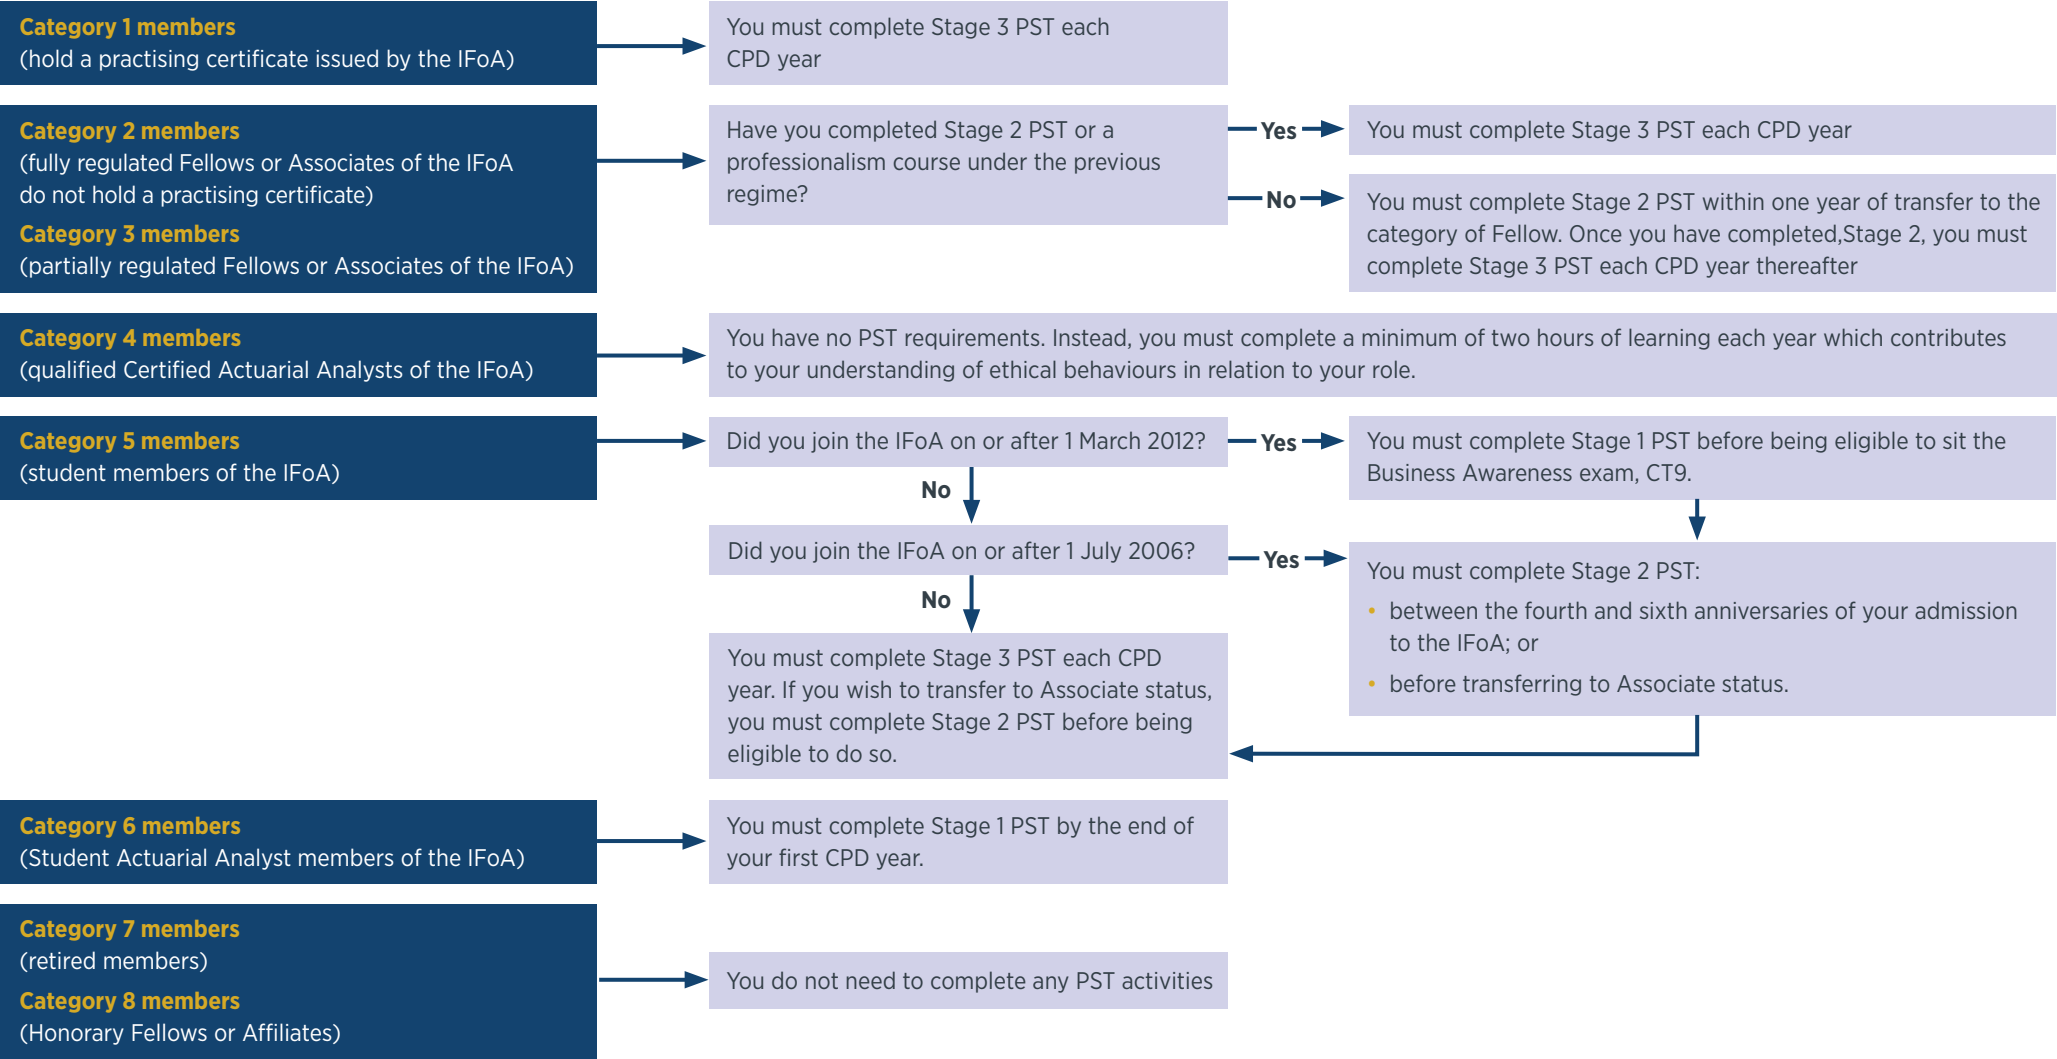 Category 1 members
(hold a practising certificate issued by the IFoA)
You must complete Stage 3 PST each
CPD year
Category 2 members
(fully regulated Fellows or Associates of the IFoA
do not hold a practising certificate)
Category 3 members
(partially regulated Fellows or Associates of the IFoA)
Have you completed Stage 2 PST or a
professionalism course under the previous
regime?
Yes
You must complete Stage 3 PST each CPD year
No
You must complete Stage 2 PST within one year of transfer to the
category of Fellow. Once you have completed,Stage 2, you must
complete Stage 3 PST each CPD year thereafter
Category 4 members
(qualified Certified Actuarial Analysts of the IFoA)
You have no PST requirements. Instead, you must complete a minimum of two hours of learning each year which contributes
to your understanding of ethical behaviours in relation to your role.
Category 5 members
(student members of the IFoA)
Did you join the IFoA on or after 1 March 2012?
Yes
You must complete Stage 1 PST before being eligible to sit the
Business Awareness exam, CT9.
No
Did you join the IFoA on or after 1 July 2006?
Yes
You must complete Stage 2 PST:
• between the fourth and sixth anniversaries of your admission
to the IFoA; or
• before transferring to Associate status.
No
You must complete Stage 3 PST each CPD
year. If you wish to transfer to Associate status,
you must complete Stage 2 PST before being
eligible to do so.
Category 6 members
(Student Actuarial Analyst members of the IFoA)
You must complete Stage 1 PST by the end of
your first CPD year.
Category 7 members
(retired members)
Category 8 members
(Honorary Fellows or Affiliates)
You do not need to complete any PST activities